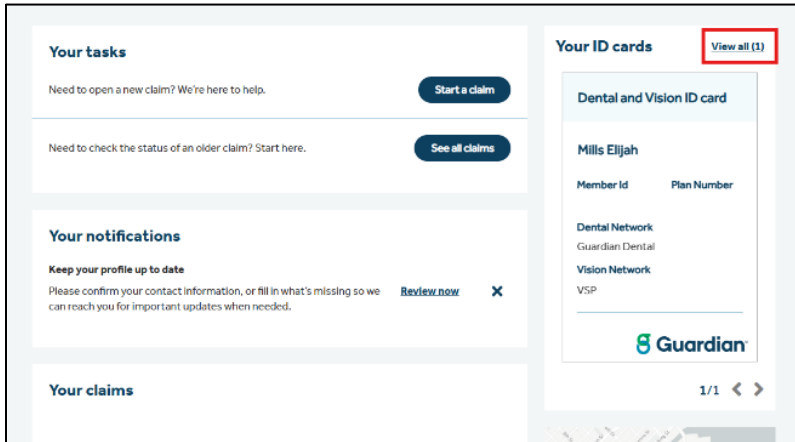 Your tasks
Need to open a new claim? We're here to help.
Start a claim
Need to check the status of an older claim? Start here.
See all claims
Your notifications
Keep your profile up to date
Please confirm your contact information, or fill in what's missing so we
can reach you for important updates when needed.
Review now
Your claims
Your ID cards
View all (1)
Dental and Vision ID card
Mills Elijah
Member Id Plan Number
Dental Network
Guardian Dental
Vision Network
VSP
Guardian
1/1